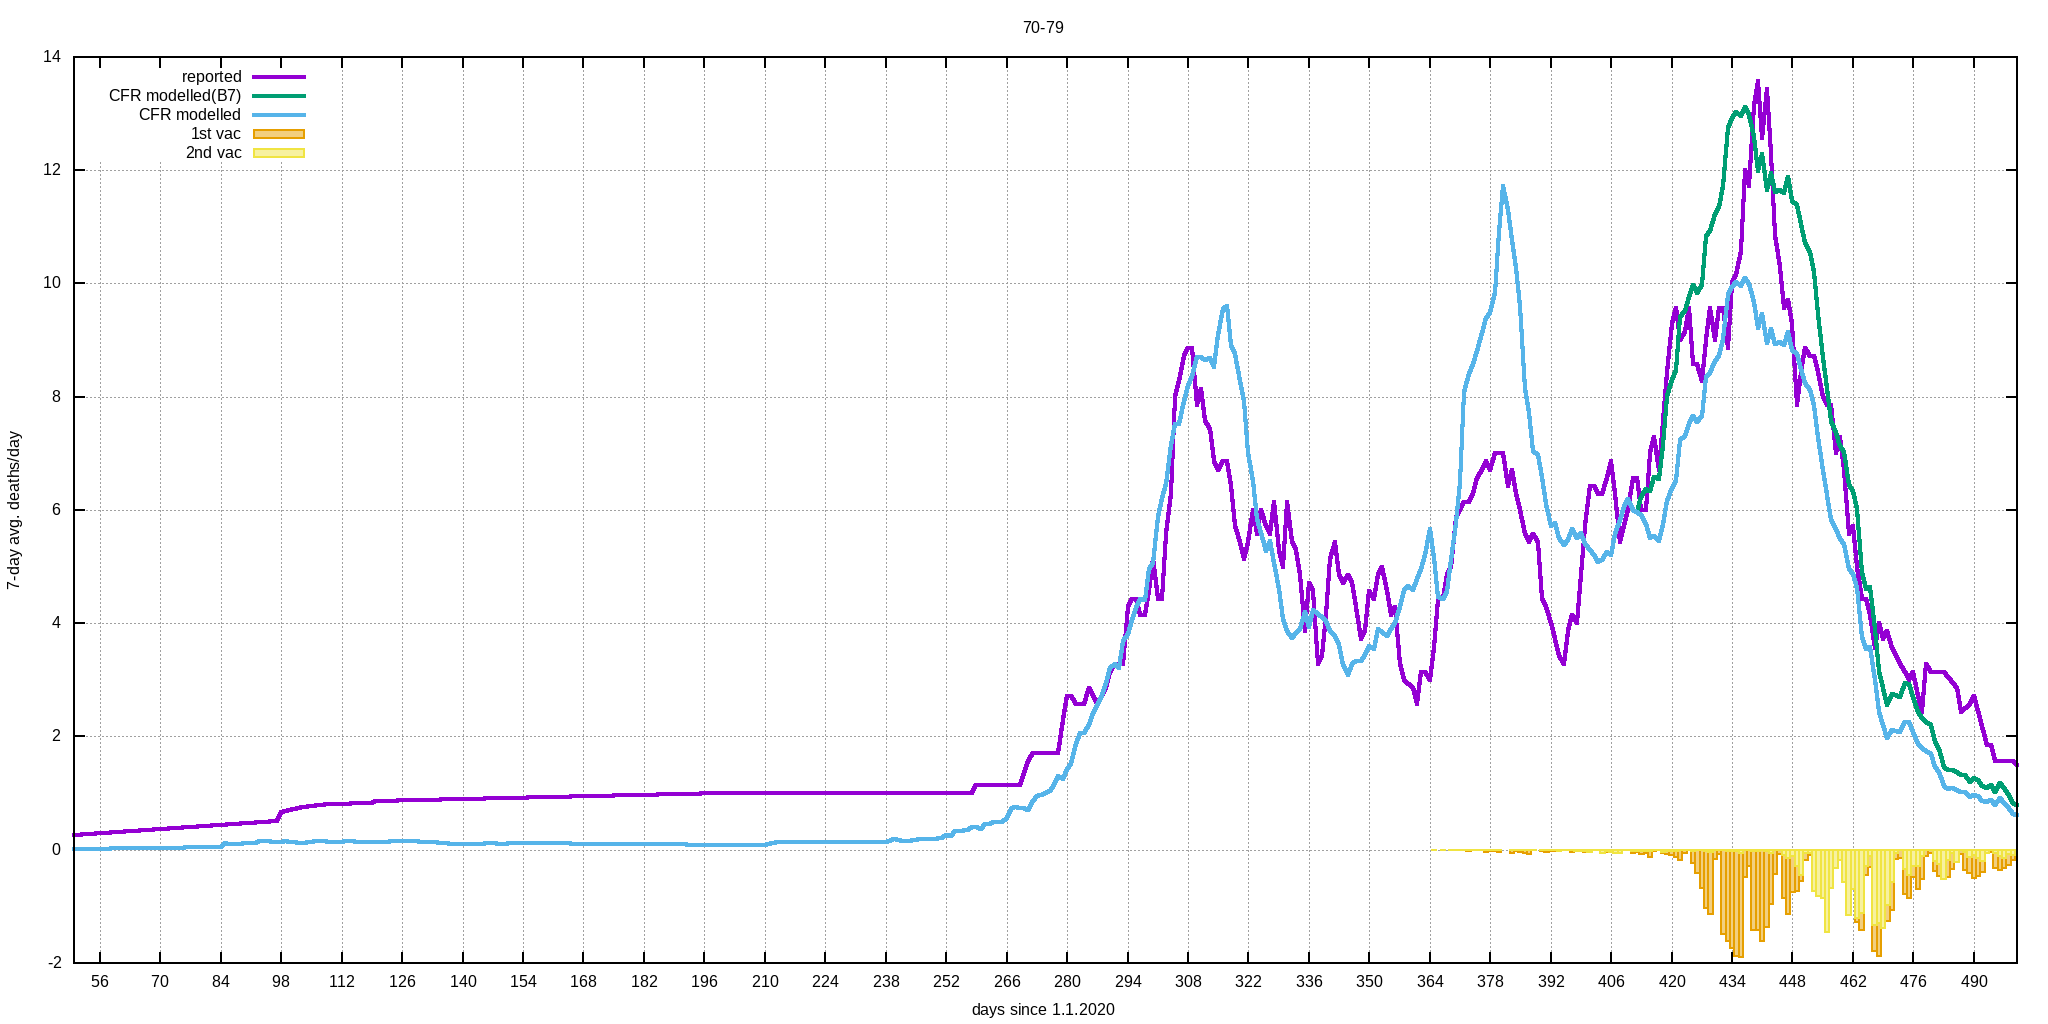 70-79
reported
CFR modelled(B7)
CFR modelled
1st vac
2nd vac
14
12
10
8
6
4
2
0
-2
7-day avg. deaths/day
56 70 84 98 112 126 140 154 168 182 196 210 224 238 252 266 280 294 308 322 336 350 364 378 392 406 420 434 448 462 476 490
days since 1.1.2020